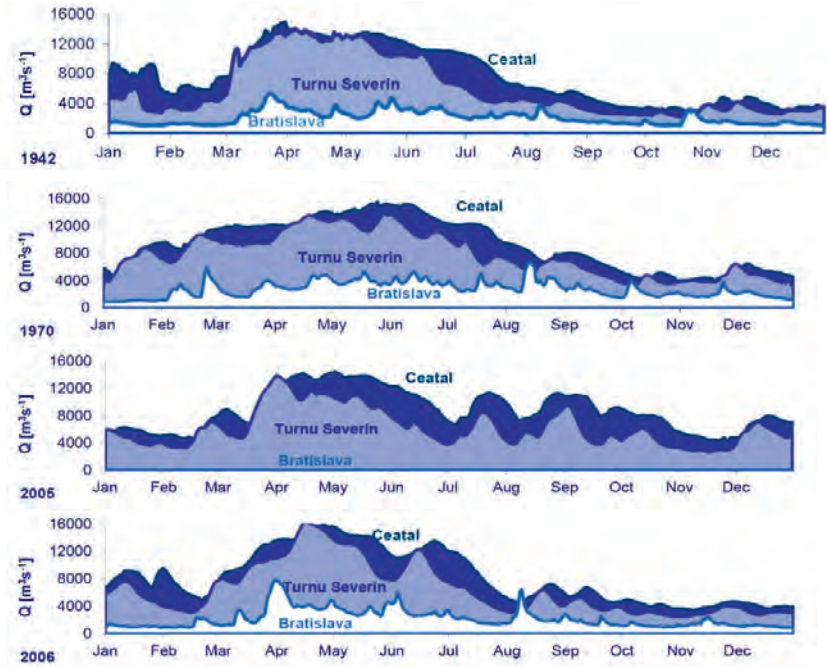 16000
12000
8000
4000
0
Q [m³s⁻¹]
Ceatal
Turnu Severin
Bratislava
Jan Feb Mar Apr May Jun Jul Aug Sep Oct Nov Dec
1942
16000
12000
8000
4000
0
Q [m³s⁻¹]
Ceatal
Turnu Severin
Bratislava
Jan Feb Mar Apr May Jun Jul Aug Sep Oct Nov Dec
1970
16000
12000
8000
4000
0
Q [m³s⁻¹]
Ceatal
Turnu Severin
Bratislava
Jan Feb Mar Apr May Jun Jul Aug Sep Oct Nov Dec
2005
16000
12000
8000
4000
0
Q [m³s⁻¹]
Ceatal
Turnu Severin
Bratislava
Jan Feb Mar Apr May Jun Jul Aug Sep Oct Nov Dec
2006